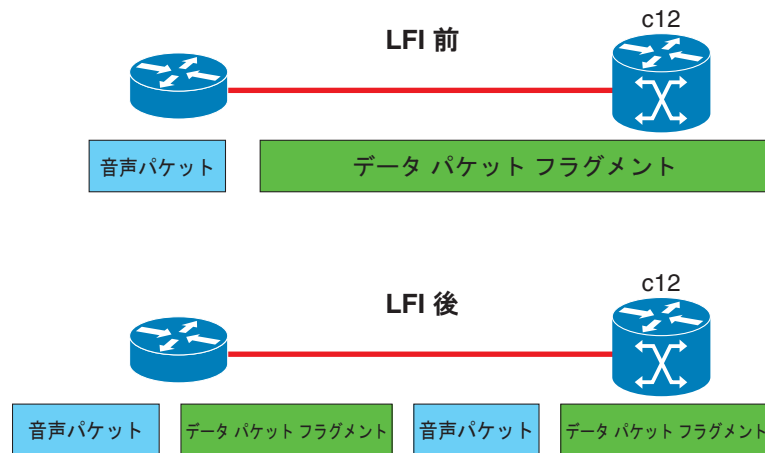 c12
LFI 前
音声パケット
データ パケット フラグメント
c12
LFI 後
音声パケット
データ パケット フラグメント
音声パケット
データ パケット フラグメント